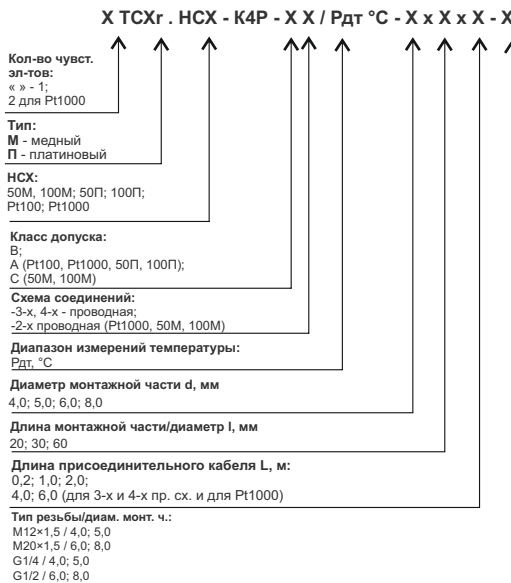 X ТСХr . НСХ - К4Р - Х Х / Рдт °С - Х х Х х Х - Х
Кол-во чувст.
эл-тов:
« » - 1;
2 для Pt1000
Тип:
М - медный
П - платиновый
НСХ:
50М, 100М; 50П; 100П;
Pt100; Pt1000
Класс допуска:
В;
А (Pt100, Pt1000, 50П, 100П);
С (50М, 100М)
Схема соединений:
-3-х, 4-х - проводная;
-2-х проводная (Pt1000, 50М, 100М)
Диапазон измерений температуры:
Рдт, °С
Диаметр монтажной части d, мм
4,0; 5,0; 6,0; 8,0
Длина монтажной части/диаметр l, мм
20; 30; 60
Длина присоединительного кабеля L, м:
0,2; 1,0; 2,0;
4,0; 6,0 (для 3-х и 4-х пр. сх. и для Pt1000)
Тип резьбы/диам. монт. ч.:
М12×1,5 / 4,0; 5,0
М20×1,5 / 6,0; 8,0
G1/4 / 4,0; 5,0
G1/2 / 6,0; 8,0